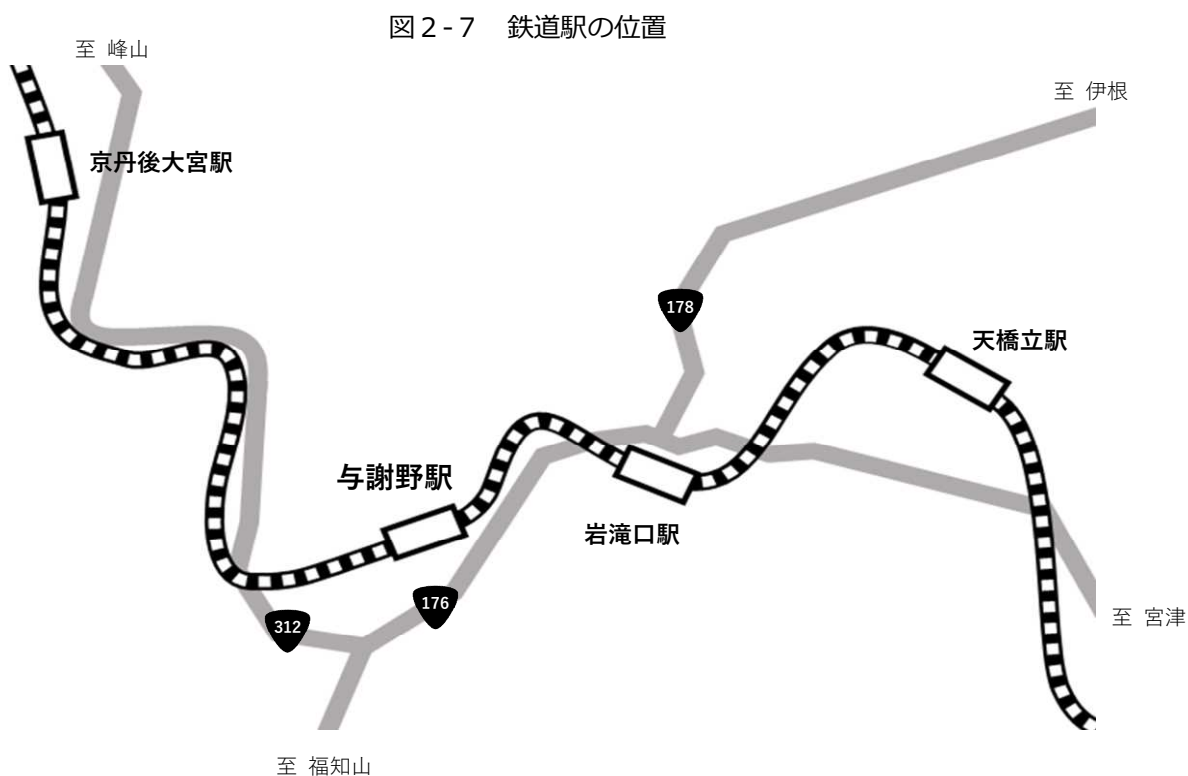 図2-7 鉄道駅の位置
至 峰山
至 伊根
京丹後大宮駅
178
天橋立駅
与謝野駅
岩滝口駅
176
312
至 宮津
至 福知山